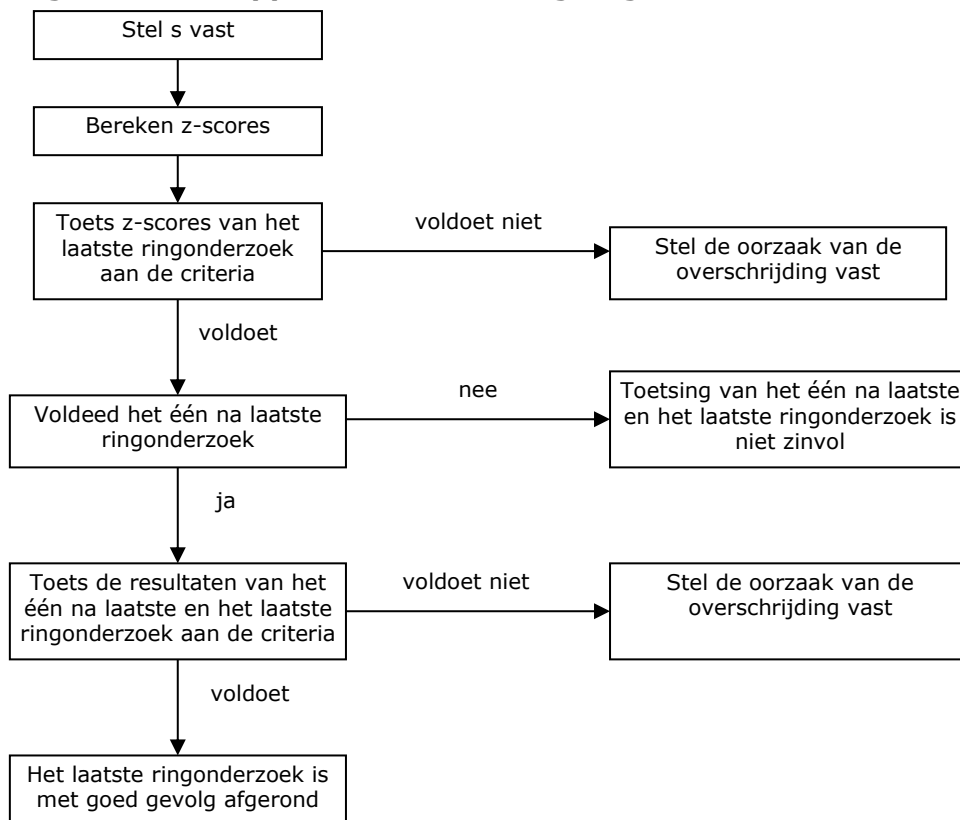 Stel s vast
Bereken z-scores
Toets z-scores van het
laatste ringonderzoek
aan de criteria
voldoet niet
Stel de oorzaak van de
overschrijding vast
voldoet
Voldeed het één na laatste
ringonderzoek
nee
Toetsing van het één na laatste
en het laatste ringonderzoek is
niet zinvol
ja
Toets de resultaten van het
één na laatste en het laatste
ringonderzoek aan de criteria
voldoet niet
Stel de oorzaak van de
overschrijding vast
voldoet
Het laatste ringonderzoek is
met goed gevolg afgerond